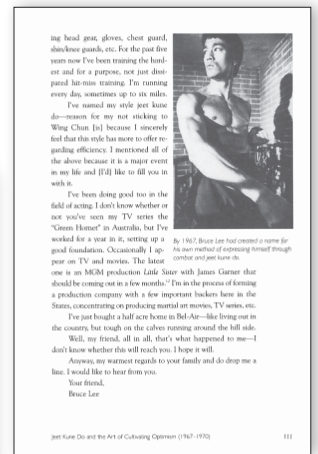 ing head gear, gloves, chest guard,
shin/knee guards, etc. For the past five
years now I've been training the hard-
est and for a purpose, not just dissi-
pated hit-miss training. I'm running
every day, sometimes up to six miles.
I've named my style jeet kune
do—reason for my not sticking to
Wing Chun [is] because I sincerely
feel that this style has more to offer re-
garding efficiency. I mentioned all of
the above because it is a major event
in my life and [I'd] like to fill you in
with it.
I've been doing good too in the
field of acting. I don't know whether or
not you've seen my TV series the
"Green Hornet" in Australia, but I've
worked for a year in it, setting up a
good foundation. Occasionally I ap-
pear on TV and movies. The latest
one is an MGM production Little Sister with James Garner that
should be coming out in a few months.¹² I'm in the process of forming
a production company with a few important backers here in the
States, concentrating on producing martial art movies, TV series, etc.
I've just bought a half acre home in Bel-Air—like living out in
the country, but tough on the calves running around the hill side.
Well, my friend, all in all, that's what happened to me—I
don't know whether this will reach you. I hope it will.
Anyway, my warmest regards to your family and do drop me a
line. I would like to hear from you.
Your friend,
Bruce Lee
By 1967, Bruce Lee had created a name for
his own method of expressing himself through
combat and jeet kune do.
Jeet Kune Do and the Art of Cultivating Optimism (1967–1970) 111